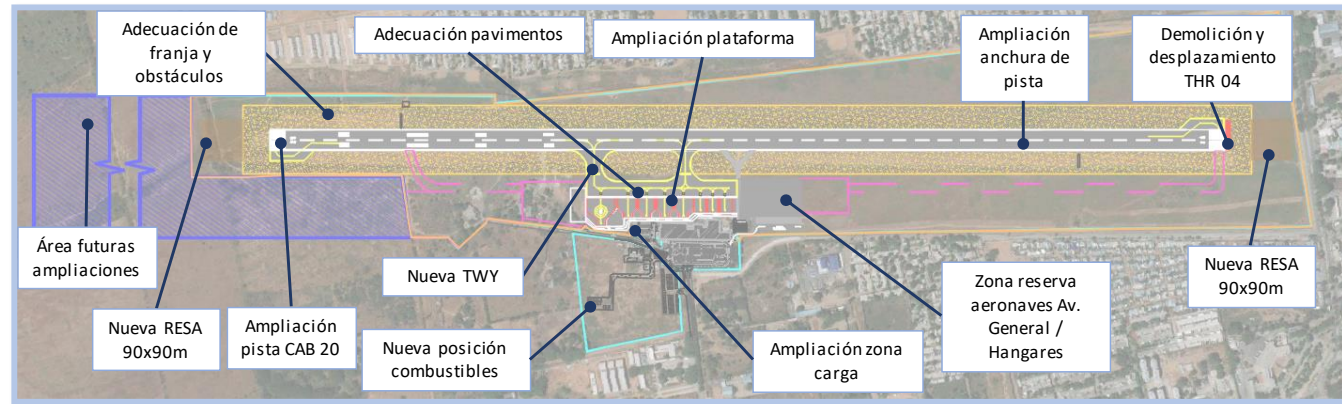 Adecuación de
franja y
obstáculos
Adecuación pavimentos
Ampliación plataforma
Ampliación
anchura de
pista
Demolición y
desplazamiento
THR 04
Área futuras
ampliaciones
Nueva RESA
90x90m
Ampliación
pista CAB 20
Nueva TWY
Nueva posición
combustibles
Ampliación zona
carga
Zona reserva
aeronaves Av.
General /
Hangares
Nueva RESA
90x90m